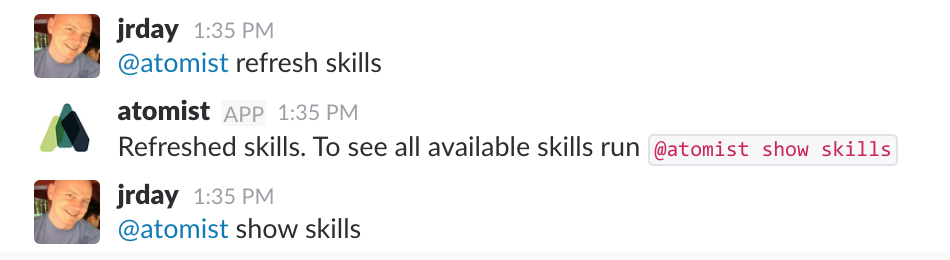 jrday 1:35 PM
@atomist refresh skills
atomist APP 1:35 PM
Refreshed skills. To see all available skills run @atomist show skills
jrday 1:35 PM
@atomist show skills